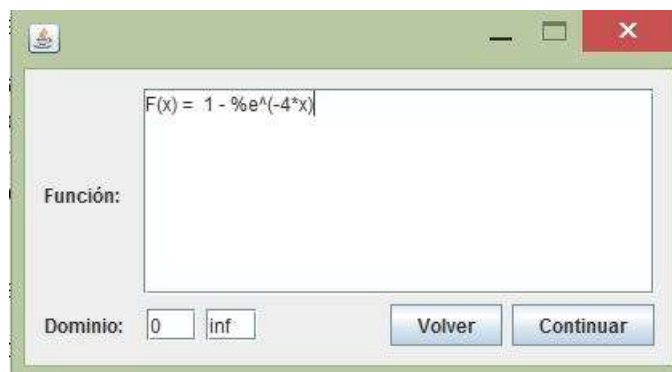 F(x) = 1 - %e^(-4*x)
Función:
Dominio: 0 inf Volver Continuar